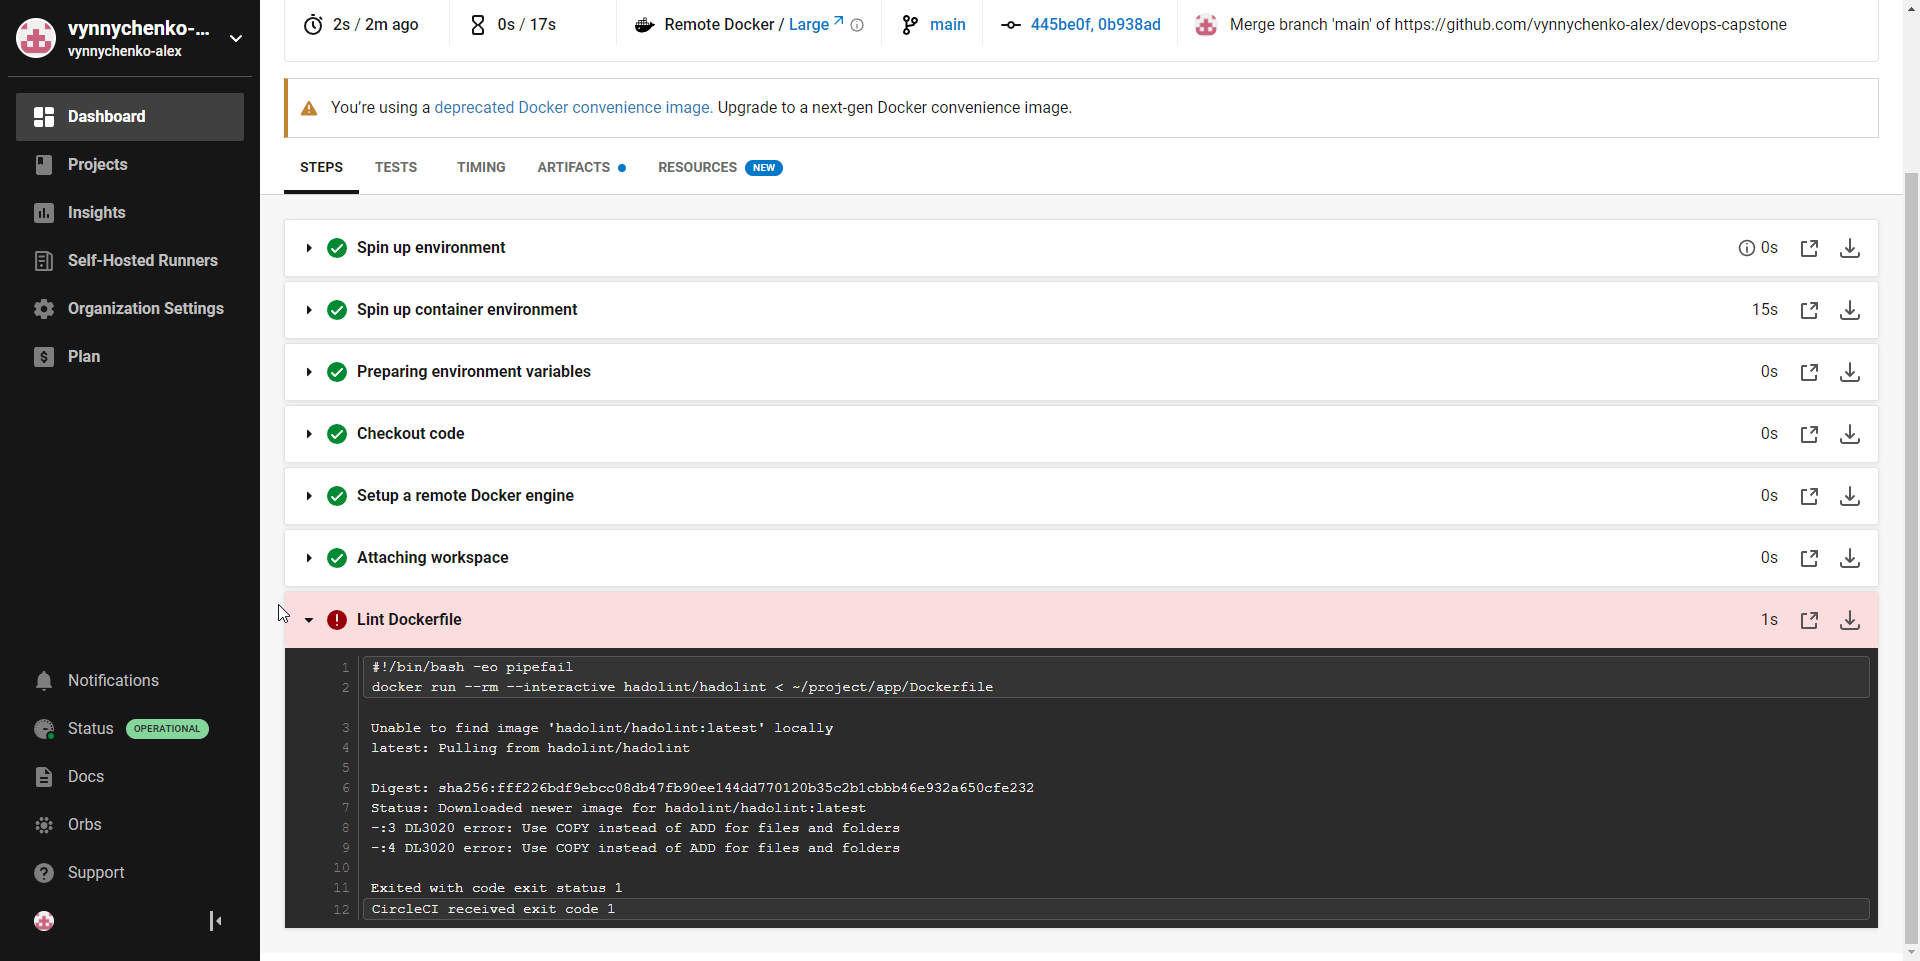 vynnychenko-...
vynnychenko-alex
Dashboard
Projects
Insights
Self-Hosted Runners
Organization Settings
Plan
Notifications
Status OPERATIONAL
Docs
Orbs
Support
2s / 2m ago
0s / 17s
Remote Docker / Large
main
445be0f, 0b938ad
Merge branch 'main' of https://github.com/vynnychenko-alex/devops-capstone
You’re using a deprecated Docker convenience image. Upgrade to a next-gen Docker convenience image.
STEPS TESTS TIMING ARTIFACTS RESOURCES NEW
Spin up environment 0s
Spin up container environment 15s
Preparing environment variables 0s
Checkout code 0s
Setup a remote Docker engine 0s
Attaching workspace 0s
Lint Dockerfile 1s
1 #!/bin/bash -eo pipefail
2 docker run --rm --interactive hadolint/hadolint < ~/project/app/Dockerfile
3 Unable to find image 'hadolint/hadolint:latest' locally
4 latest: Pulling from hadolint/hadolint
5
6 Digest: sha256:fff226bdf9ebcc08db47fb90ee144dd770120b35c2b1cbbb46e932a650cfe232
7 Status: Downloaded newer image for hadolint/hadolint:latest
8 -:3 DL3020 error: Use COPY instead of ADD for files and folders
9 -:4 DL3020 error: Use COPY instead of ADD for files and folders
10
11 Exited with code exit status 1
12 CircleCI received exit code 1